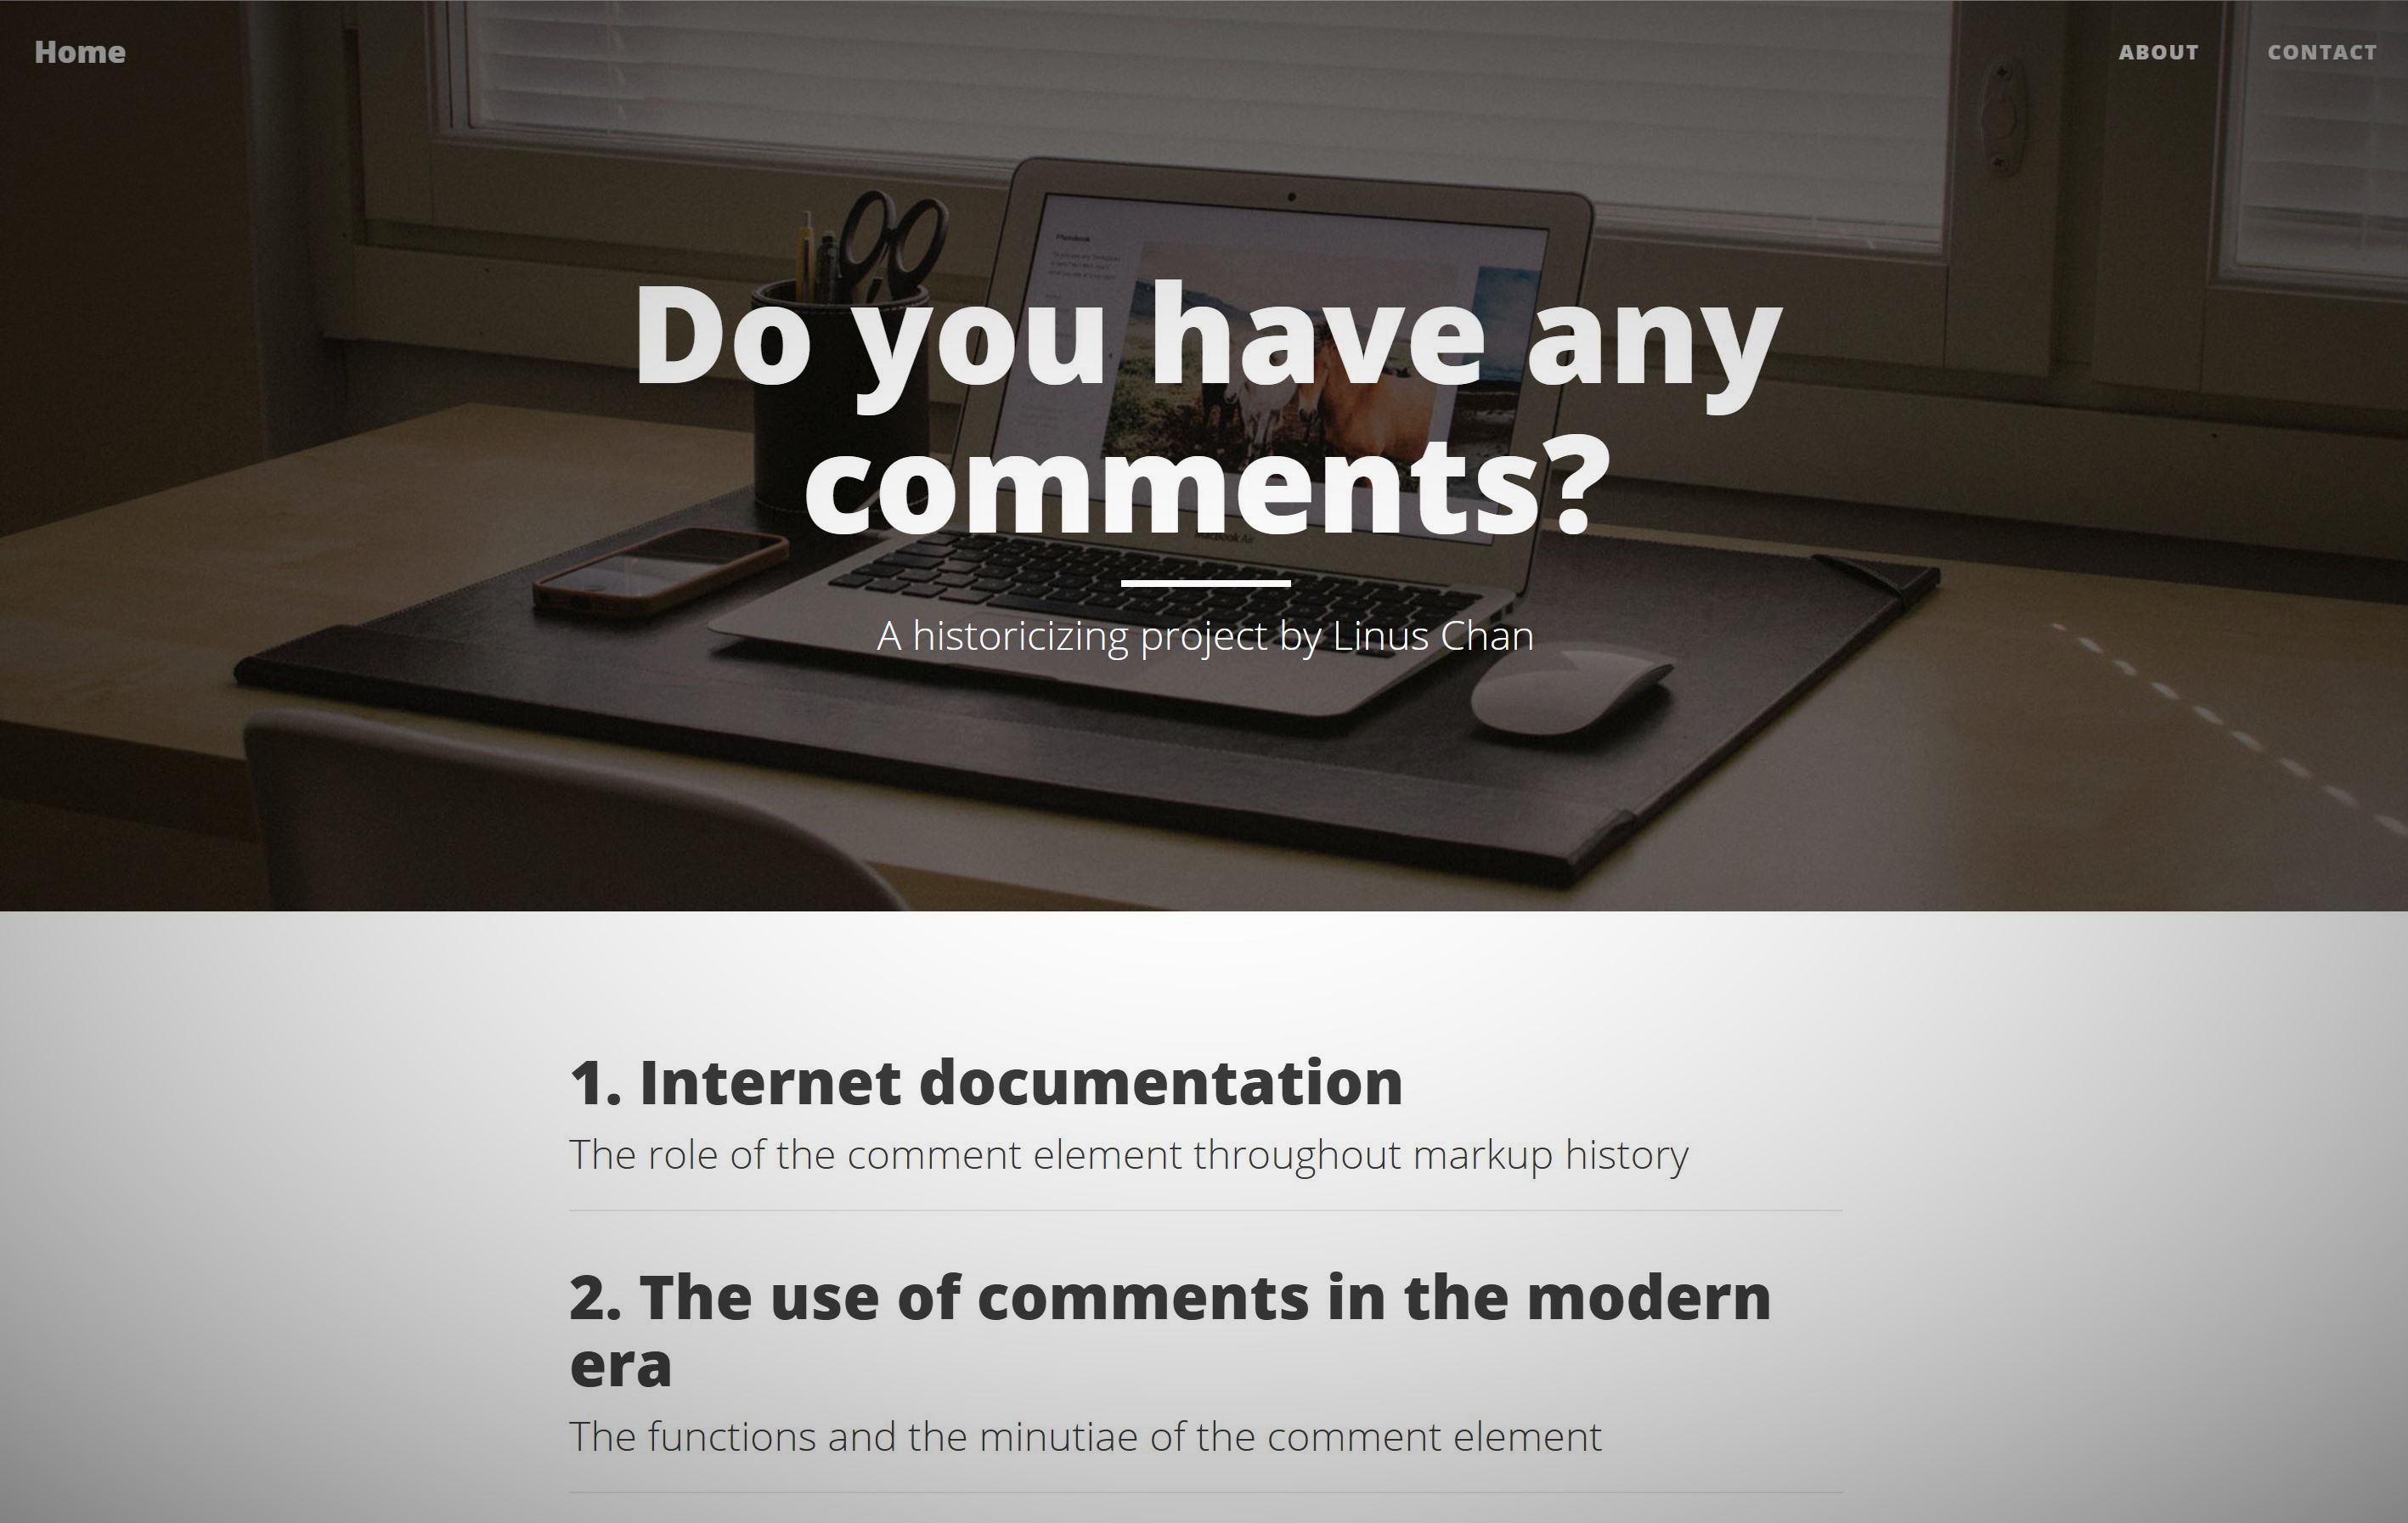 Home
ABOUT
CONTACT
Do you have any
comments?
MacBook Air
A historicizing project by Linus Chan
1. Internet documentation
The role of the comment element throughout markup history
2. The use of comments in the modern
era
The functions and the minutiae of the comment element